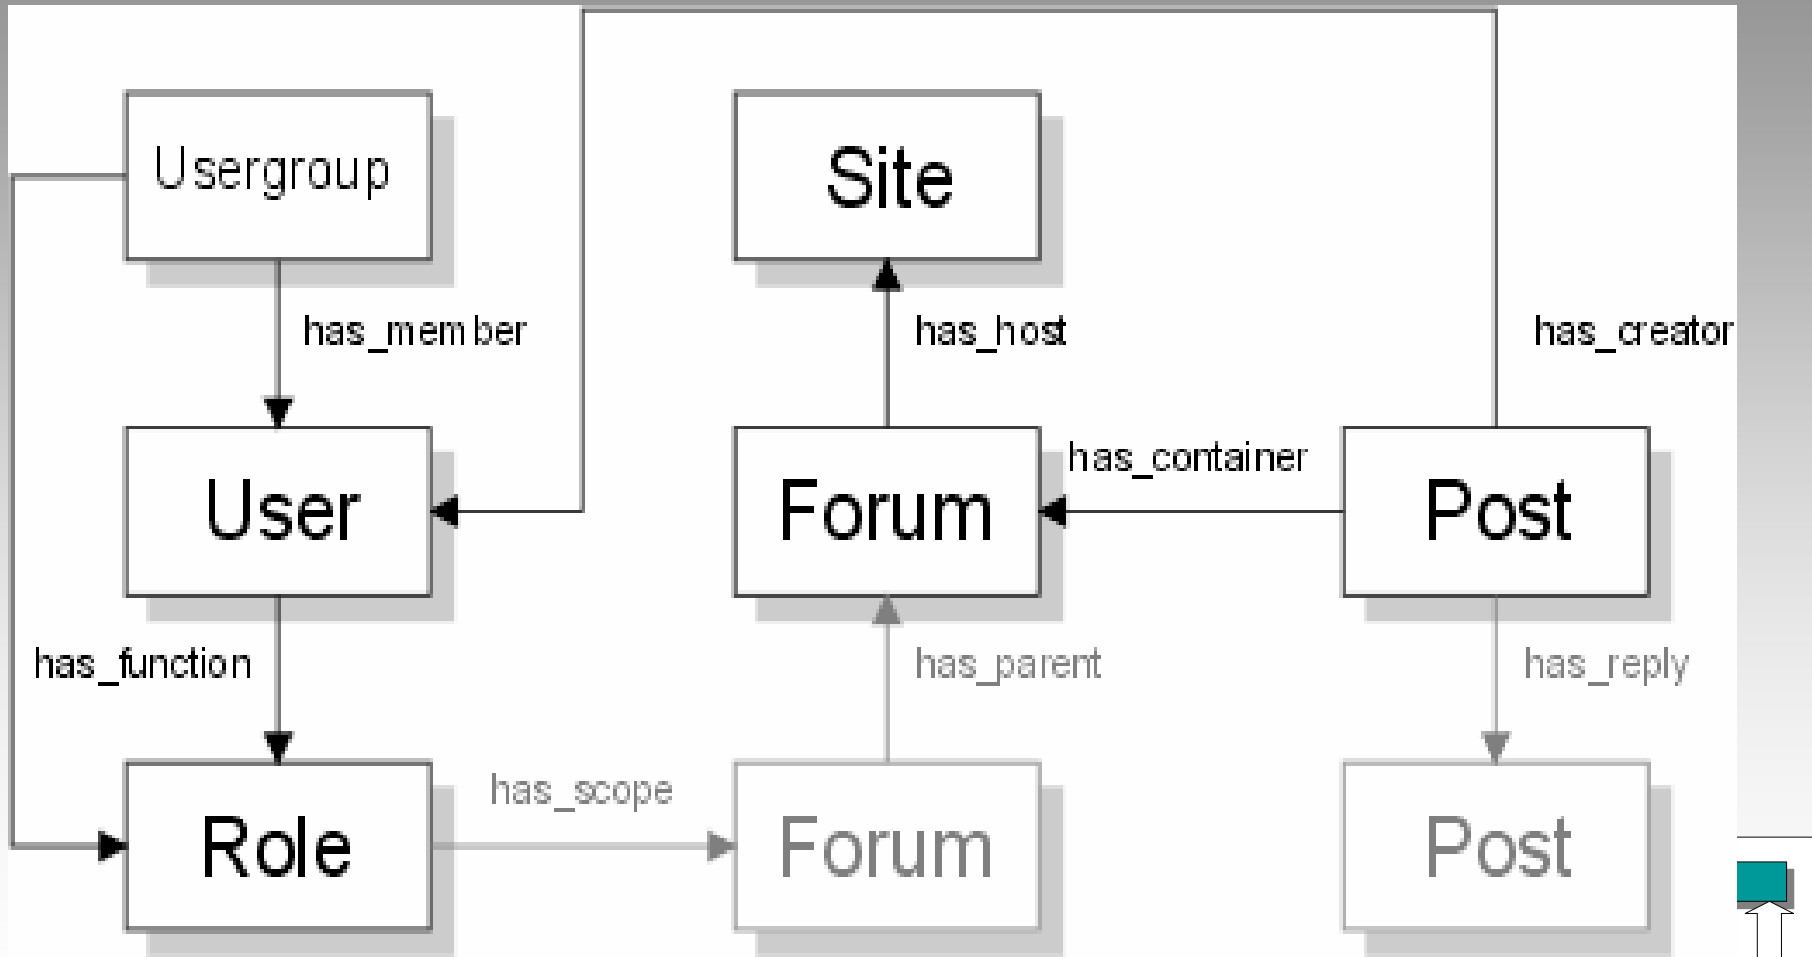 Usergroup
Site
has_member
has_host
has_creator
User
Forum
has_container
Post
has_function
has_parent
has_reply
Role
has_scope
Forum
Post